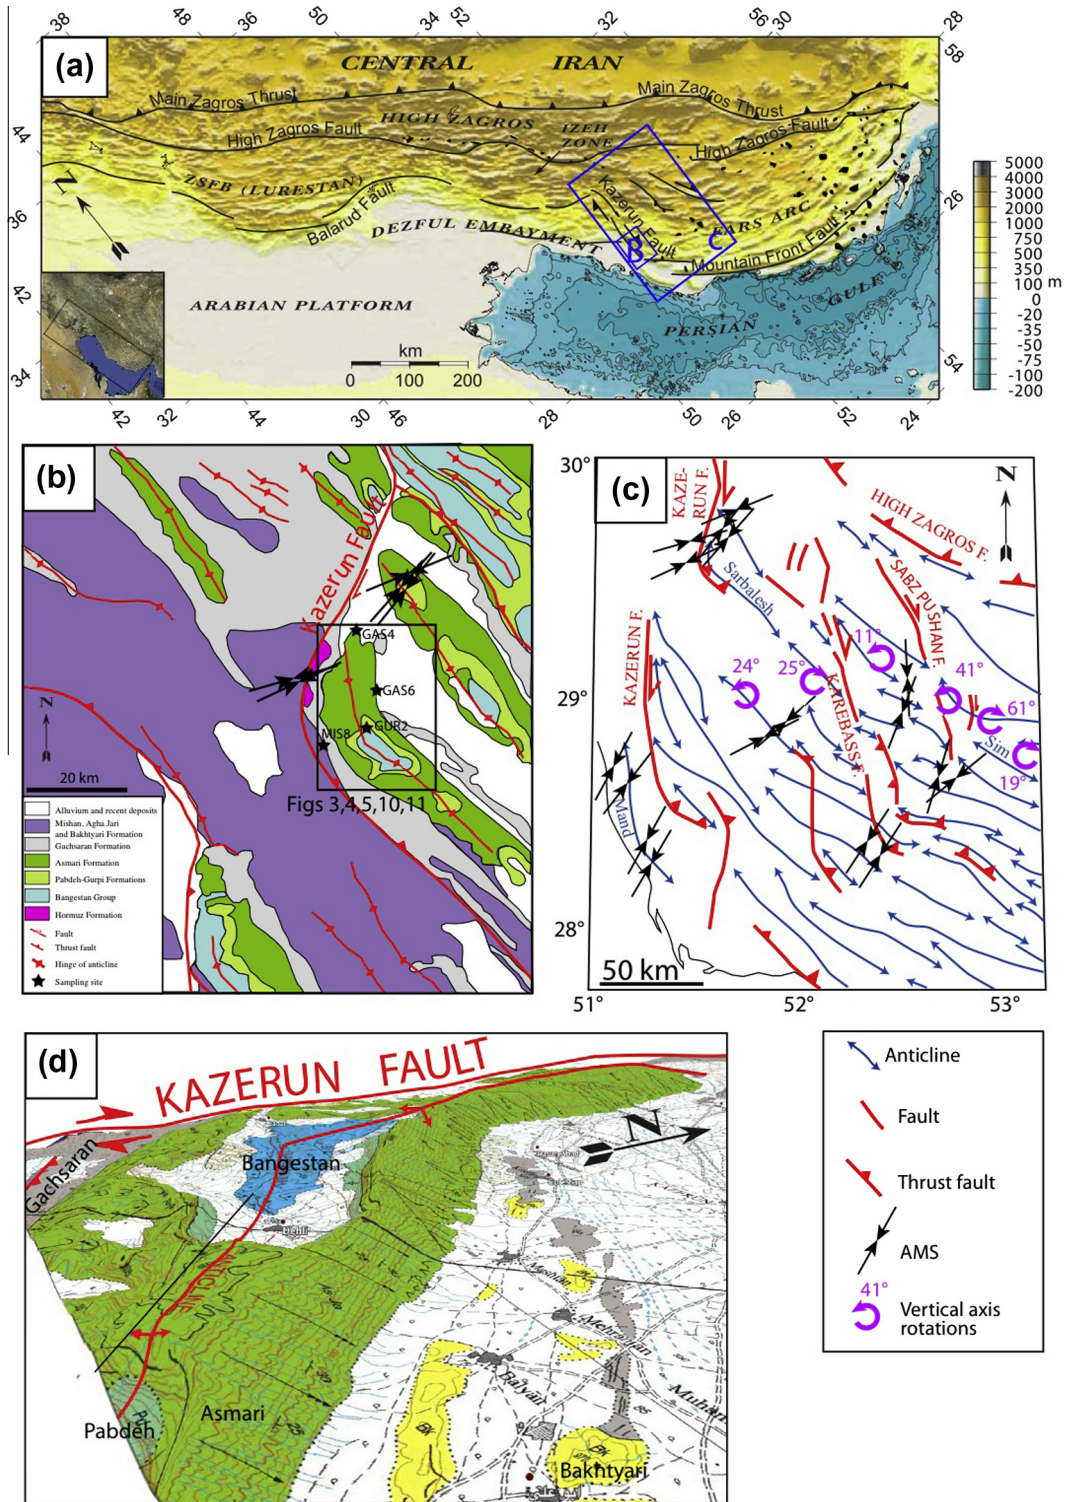 38
48
36
50
34
52
32
56
30
28
58
(a)
CENTRAL IRAN
Main Zagros Thrust
Main Zagros Thrust
HIGH ZAGROS
IZEH
ZONE
High Zagros Fault
High Zagros Fault
44
N
ZSFB (LURESTAN)
Balarud Fault
Kazerun Fault
FARS ARC
C
B
DEZFUL EMBAYMENT
Mountain Front Fault
36
26
ARABIAN PLATFORM
PERSIAN
GULF
42
km
0 100 200
34
54
42
32
44
30
46
28
50
26
52
24
5000
4000
3000
2000
1000
750
500
350
100 m
0
-20
-35
-50
-75
-100
-200
(b)
Kazerun Fault
GAS4
GAS6
GUR2
MIS8
N
20 km
Figs 3,4,5,10,11
Alluvium and recent deposits
Mishan, Agha Jari
and Bakhtyari Formation
Gachsaran Formation
Asmari Formation
Pabdeh-Gurpi Formations
Bangestan Group
Hormuz Formation
Fault
Thrust fault
Hinge of anticline
Sampling site
(c)
30°
29°
28°
51°
52°
53°
N
KAZE-
RUN F.
HIGH ZAGROS F.
Sarbalesh
SABZ PUSHAN F.
KAZERUN F.
11°
24°
25°
41°
61°
19°
KAREBASS F.
Sim
Mand
50 km
(d)
KAZERUN FAULT
N
Gachsaran
Bangestan
Dehli
ANTICLINE
Mehranjan
Balyan
Asmari
Pabdeh
Bk
Bk
Bakhtyari
Anticline
Fault
Thrust fault
AMS
41°
Vertical axis
rotations